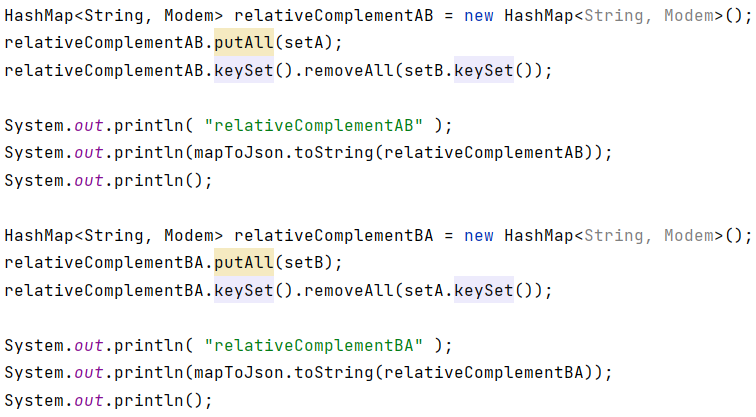 HashMap<String, Modem> relativeComplementAB = new HashMap<String, Modem>();
relativeComplementAB.putAll(setA);
relativeComplementAB.keySet().removeAll(setB.keySet());
System.out.println( "relativeComplementAB" );
System.out.println(mapToJson.toString(relativeComplementAB));
System.out.println();
HashMap<String, Modem> relativeComplementBA = new HashMap<String, Modem>();
relativeComplementBA.putAll(setB);
relativeComplementBA.keySet().removeAll(setA.keySet());
System.out.println( "relativeComplementBA" );
System.out.println(mapToJson.toString(relativeComplementBA));
System.out.println();